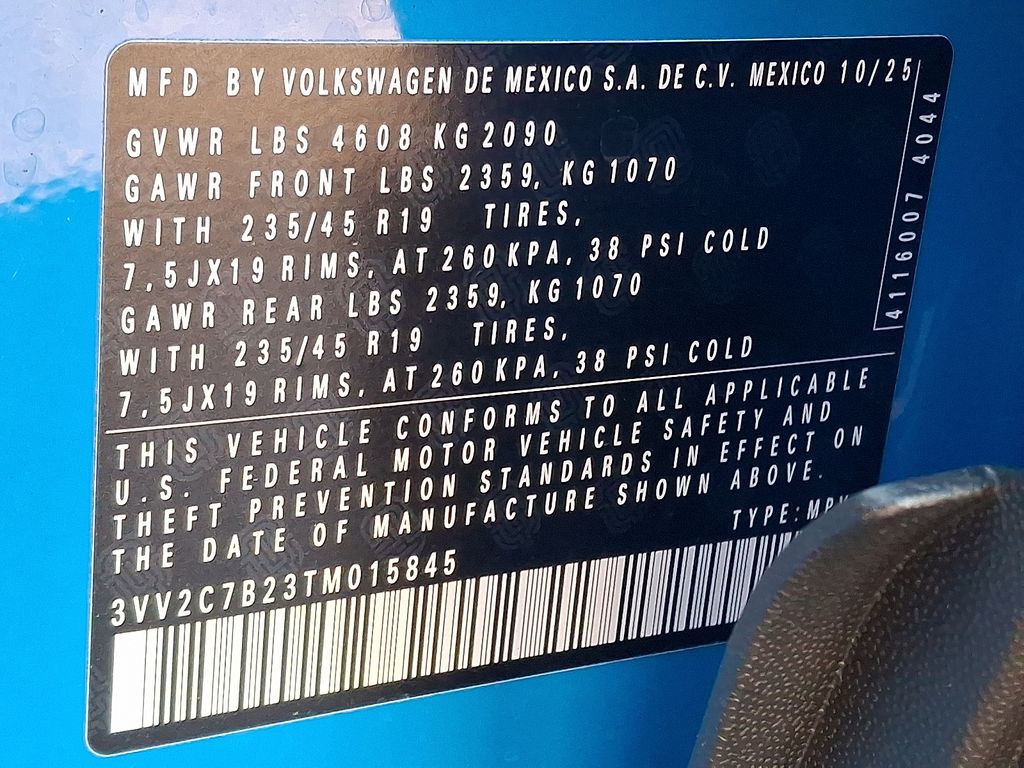 MFD BY VOLKSWAGEN DE MEXICO S.A. DE C.V. MEXICO 10/25
GVWR LBS 4608 KG 2090
GAWR FRONT LBS 2359, KG 1070
WITH 235/45 R19 TIRES,
7,5JX19 RIMS, AT 260 KPA, 38 PSI COLD
GAWR REAR LBS 2359, KG 1070
WITH 235/45 R19 TIRES,
7,5JX19 RIMS, AT 260 KPA, 38 PSI COLD
4116007 4044
THIS VEHICLE CONFORMS TO ALL APPLICABLE
U.S. FEDERAL MOTOR VEHICLE SAFETY AND
THEFT PREVENTION STANDARDS IN EFFECT ON
THE DATE OF MANUFACTURE SHOWN ABOVE.
TYPE:
3VV2C7B23TM015845